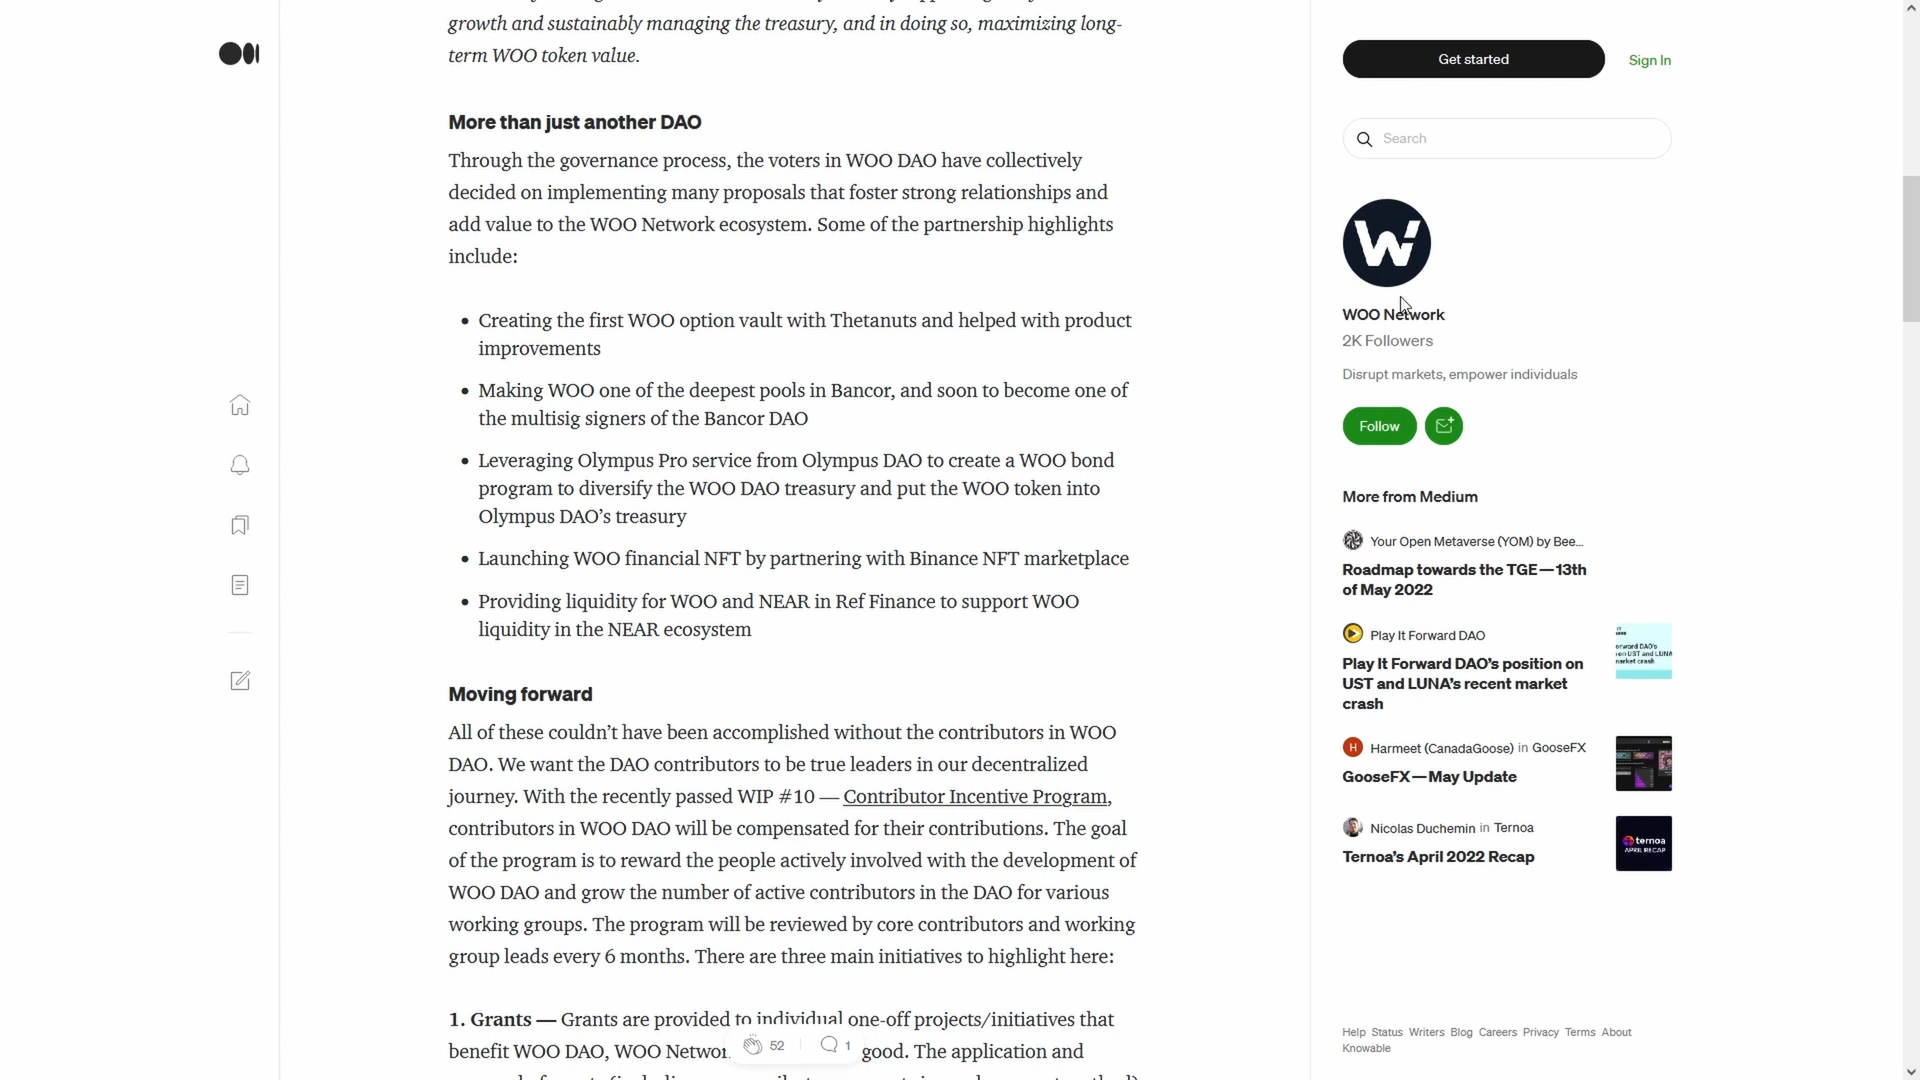 growth and sustainably managing the treasury, and in doing so, maximizing long-
term WOO token value.
More than just another DAO
Through the governance process, the voters in WOO DAO have collectively
decided on implementing many proposals that foster strong relationships and
add value to the WOO Network ecosystem. Some of the partnership highlights
include:
• Creating the first WOO option vault with Thetanuts and helped with product
improvements
• Making WOO one of the deepest pools in Bancor, and soon to become one of
the multisig signers of the Bancor DAO
• Leveraging Olympus Pro service from Olympus DAO to create a WOO bond
program to diversify the WOO DAO treasury and put the WOO token into
Olympus DAO’s treasury
• Launching WOO financial NFT by partnering with Binance NFT marketplace
• Providing liquidity for WOO and NEAR in Ref Finance to support WOO
liquidity in the NEAR ecosystem
Moving forward
All of these couldn’t have been accomplished without the contributors in WOO
DAO. We want the DAO contributors to be true leaders in our decentralized
journey. With the recently passed WIP #10 — Contributor Incentive Program,
contributors in WOO DAO will be compensated for their contributions. The goal
of the program is to reward the people actively involved with the development of
WOO DAO and grow the number of active contributors in the DAO for various
working groups. The program will be reviewed by core contributors and working
group leads every 6 months. There are three main initiatives to highlight here:
1. Grants — Grants are provided to individual one-off projects/initiatives that
benefit WOO DAO, WOO good. The application and
52 1
Get started Sign In
Search
W
WOO Network
2K Followers
Disrupt markets, empower individuals
Follow
More from Medium
Your Open Metaverse (YOM) by Bee...
Roadmap towards the TGE — 13th
of May 2022
Play It Forward DAO
Play It Forward DAO’s position on
UST and LUNA’s recent market
crash
H Harmeet (CanadaGoose) in GooseFX
GooseFX — May Update
Nicolas Duchemin in Ternoa
Ternoa’s April 2022 Recap
ternoa
APRIL RECAP
Help Status Writers Blog Careers Privacy Terms About
Knowable